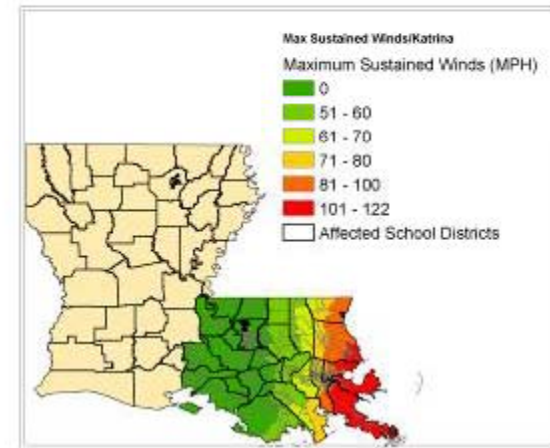 Max Sustained Winds/Katrina
Maximum Sustained Winds (MPH)
0
51 - 60
61 - 70
71 - 80
81 - 100
101 - 122
Affected School Districts